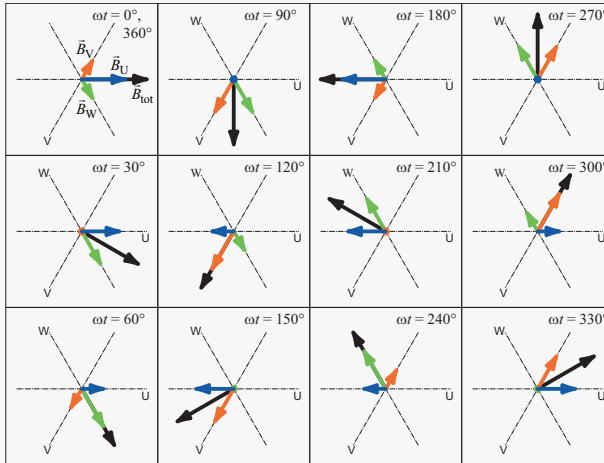 ωt = 0°,
360°
W
B⃗V
B⃗U
U
B⃗tot
B⃗W
V
ωt = 90°
W
U
V
ωt = 180°
W
U
V
ωt = 270°
W
U
V
ωt = 30°
W
U
V
ωt = 120°
W
U
V
ωt = 210°
W
U
V
ωt = 300°
W
U
V
ωt = 60°
W
U
V
ωt = 150°
W
U
V
ωt = 240°
W
U
V
ωt = 330°
W
U
V